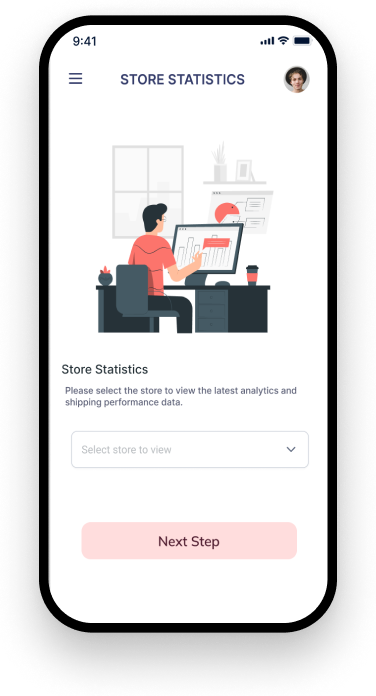 9:41
STORE STATISTICS
Store Statistics
Please select the store to view the latest analytics and
shipping performance data.
Select store to view
Next Step